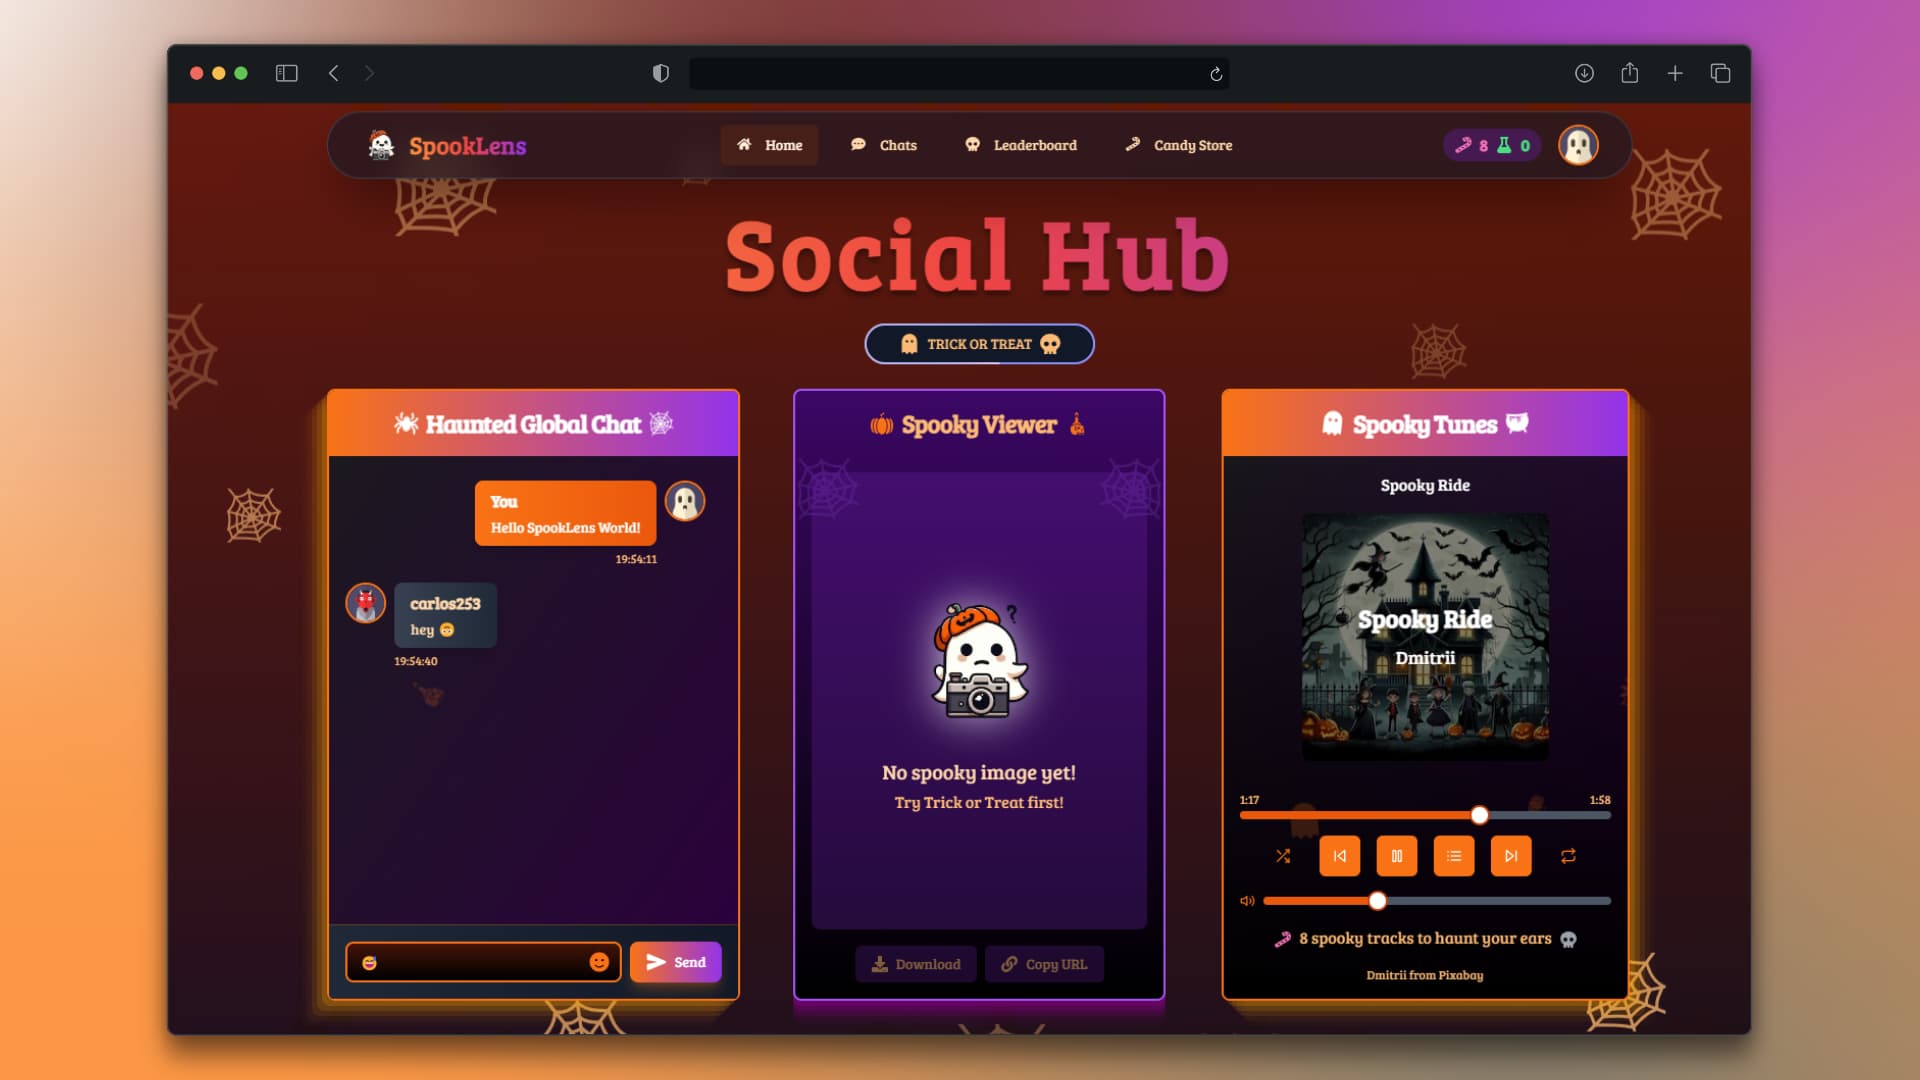 SpookLens
Home
Chats
Leaderboard
Candy Store
8
0
Social Hub
TRICK OR TREAT
Haunted Global Chat
You
Hello SpookLens World!
19:54:11
carlos253
hey 🙃
19:54:40
😅
Send
Spooky Viewer
?
No spooky image yet!
Try Trick or Treat first!
Download
Copy URL
Spooky Tunes
Spooky Ride
Spooky Ride
Dmitrii
1:17
1:58
8 spooky tracks to haunt your ears
Dmitrii from Pixabay